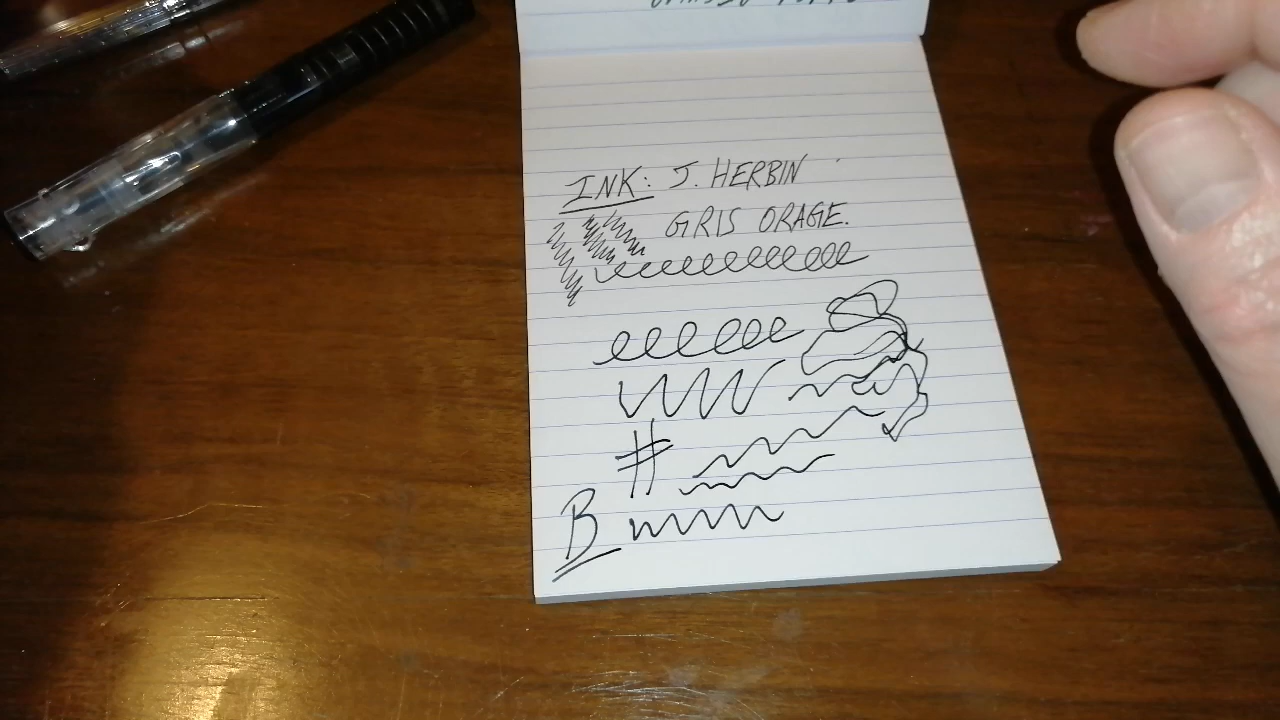 INK: J. HERBIN
GRIS ORAGE.
#
B